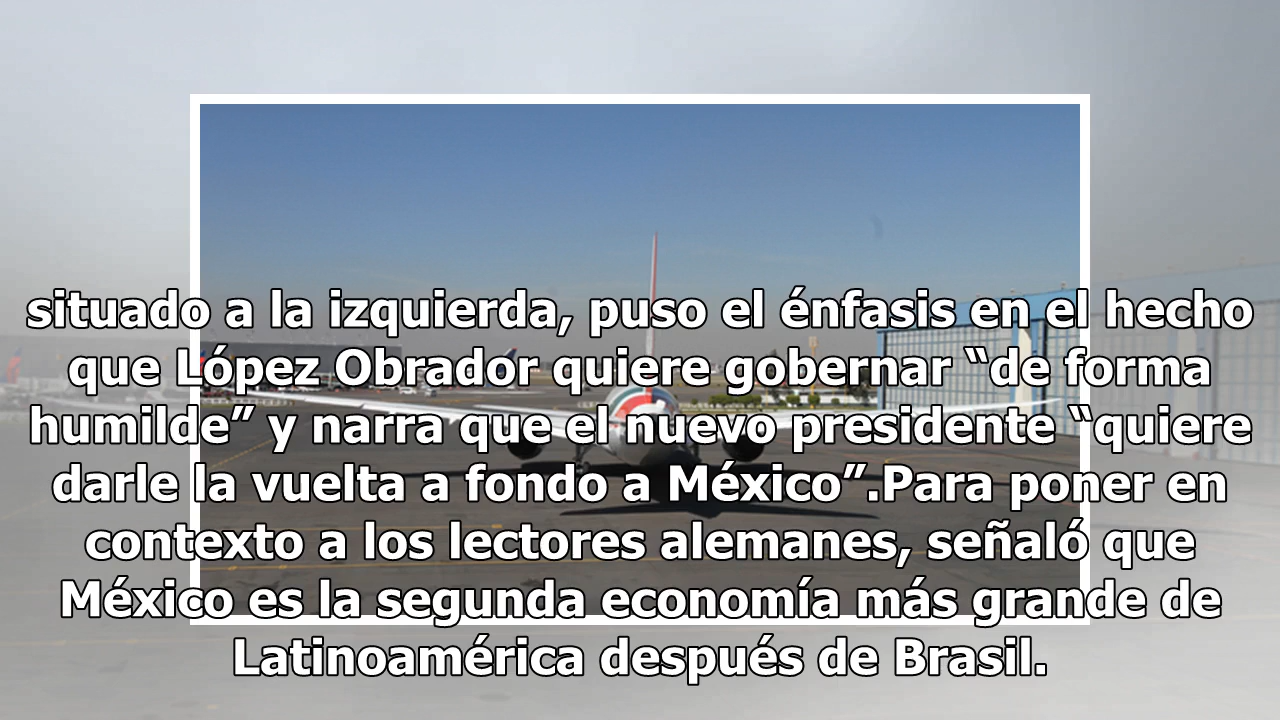 situado a la izquierda, puso el énfasis en el hecho
que López Obrador quiere gobernar “de forma
humilde” y narra que el nuevo presidente “quiere
darle la vuelta a fondo a México”.Para poner en
contexto a los lectores alemanes, señaló que
México es la segunda economía más grande de
Latinoamérica después de Brasil.